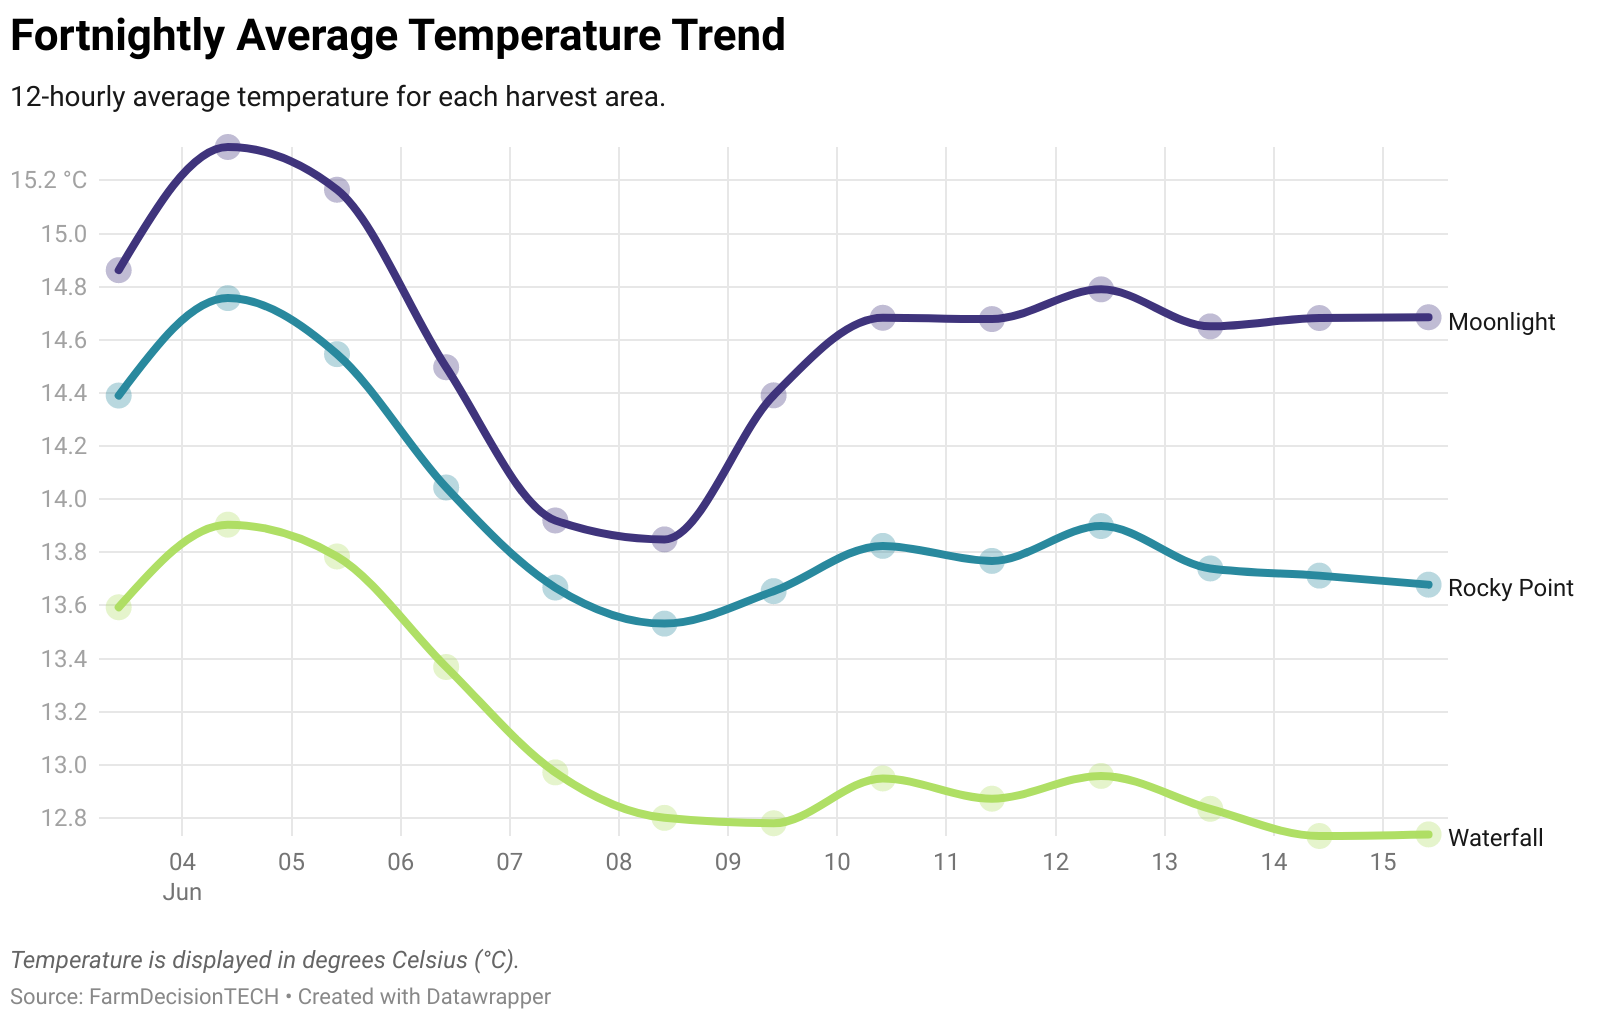 Fortnightly Average Temperature Trend
12-hourly average temperature for each harvest area.
15.2 °C
15.0
14.8
14.6
14.4
14.2
14.0
13.8
13.6
13.4
13.2
13.0
12.8
Moonlight
Rocky Point
Waterfall
04 05 06 07 08 09 10 11 12 13 14 15
Jun
Temperature is displayed in degrees Celsius (°C).
Source: FarmDecisionTECH • Created with Datawrapper